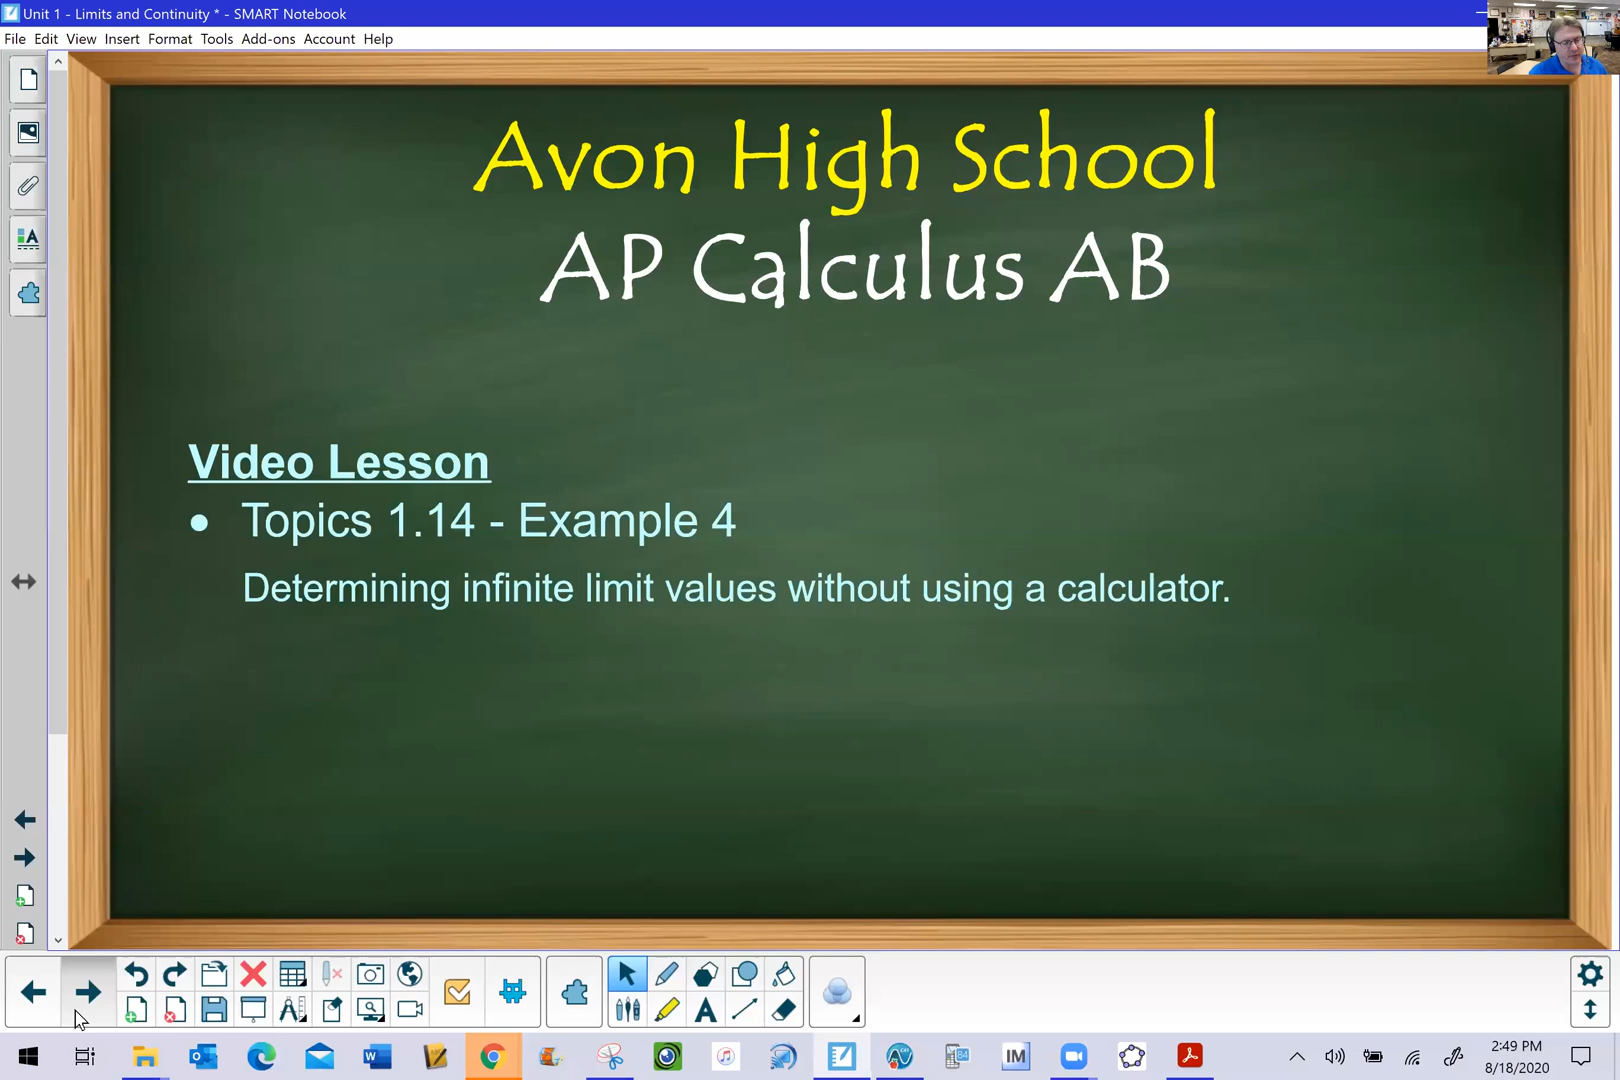 Unit 1 - Limits and Continuity * - SMART Notebook
File Edit View Insert Format Tools Add-ons Account Help
Avon High School
AP Calculus AB
Video Lesson
• Topics 1.14 - Example 4
Determining infinite limit values without using a calculator.
2:49 PM
8/18/2020